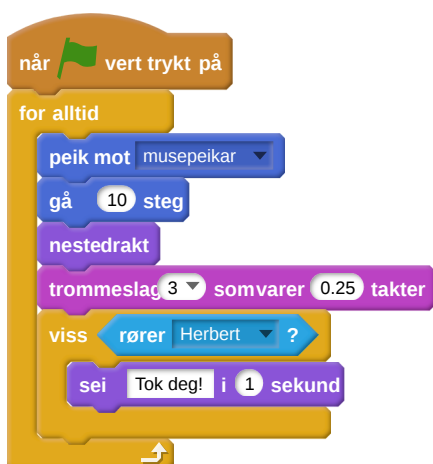 når vert trykt på
for alltid
peik mot musepeikar
gå 10 steg
nestedrakt
trommeslag 3 somvarer 0.25 takter
viss rører Herbert ?
sei Tok deg! i 1 sekund